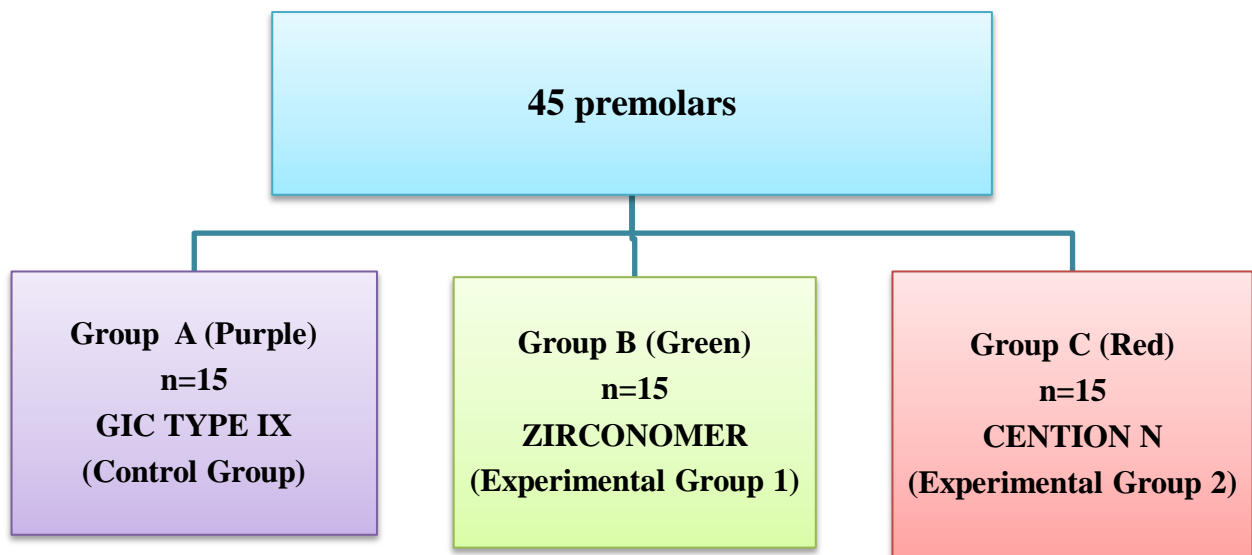 45 premolars
Group A (Purple)
n=15
GIC TYPE IX
(Control Group)
Group B (Green)
n=15
ZIRCONOMER
(Experimental Group 1)
Group C (Red)
n=15
CENTION N
(Experimental Group 2)